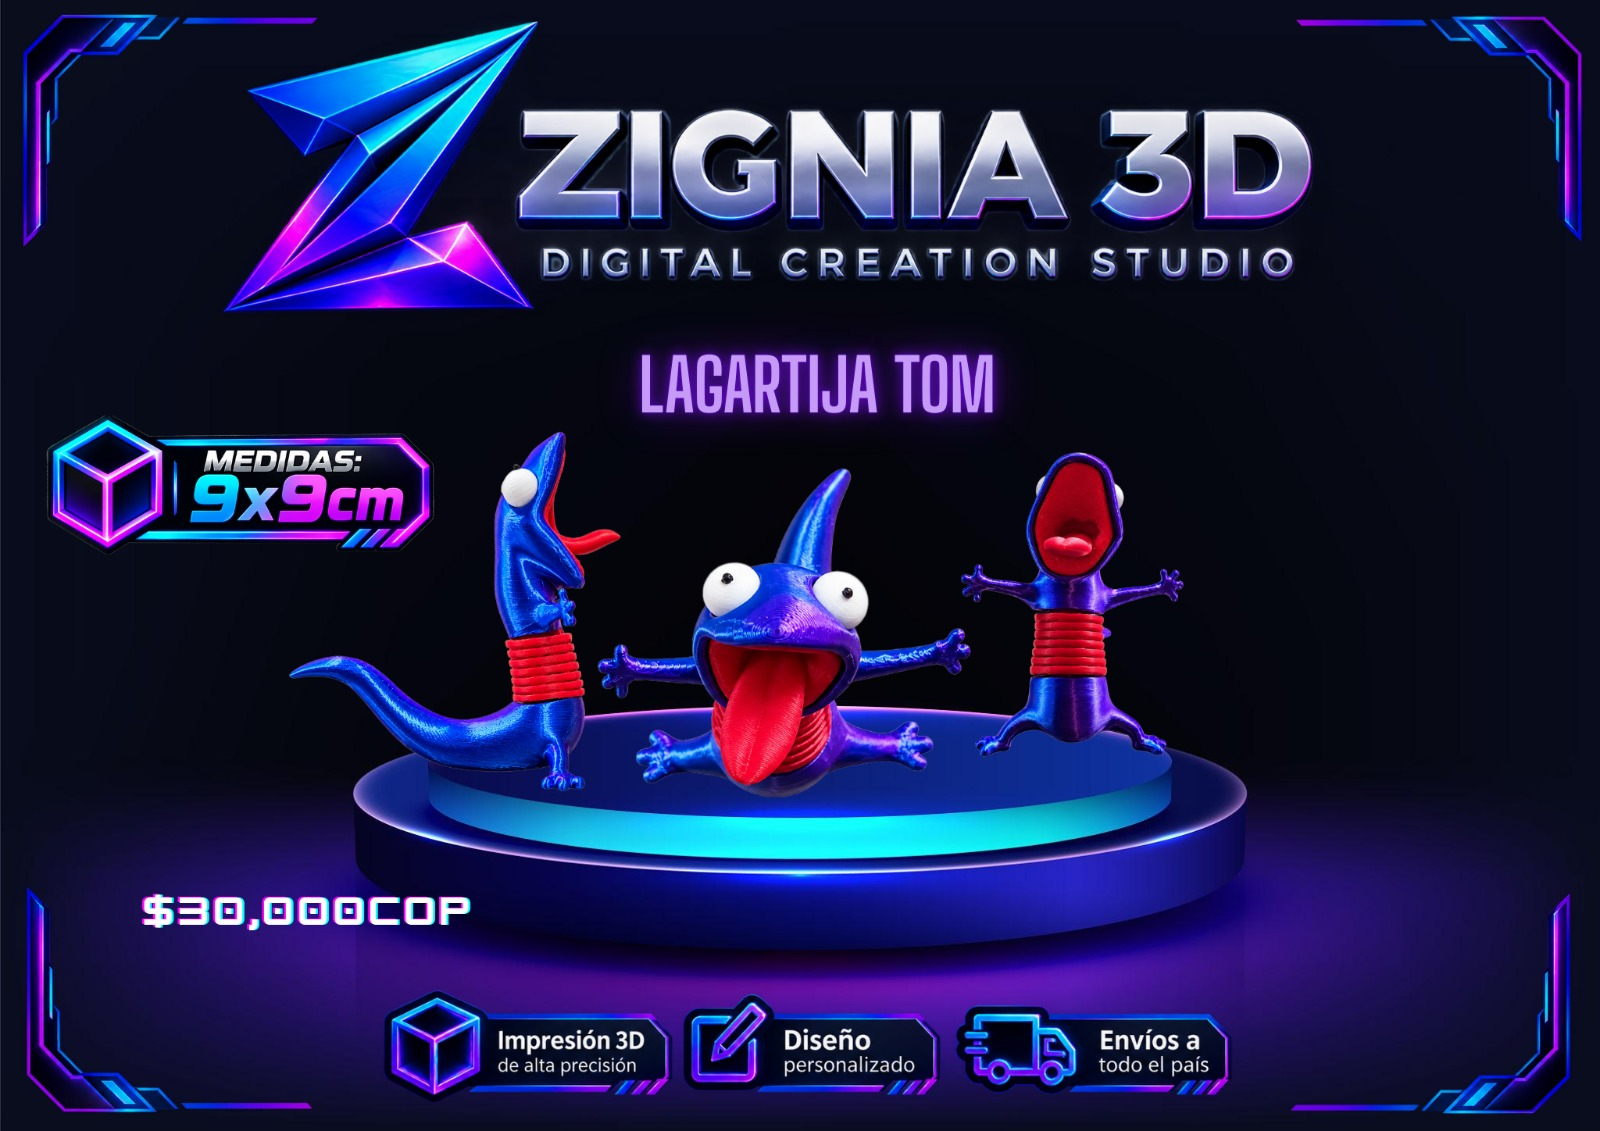 ZIGNIA 3D
DIGITAL CREATION STUDIO
LAGARTIJA TOM
MEDIDAS:
9x9cm
$30,000COP
Impresión 3D
de alta precisión
Diseño
personalizado
Envíos a
todo el país